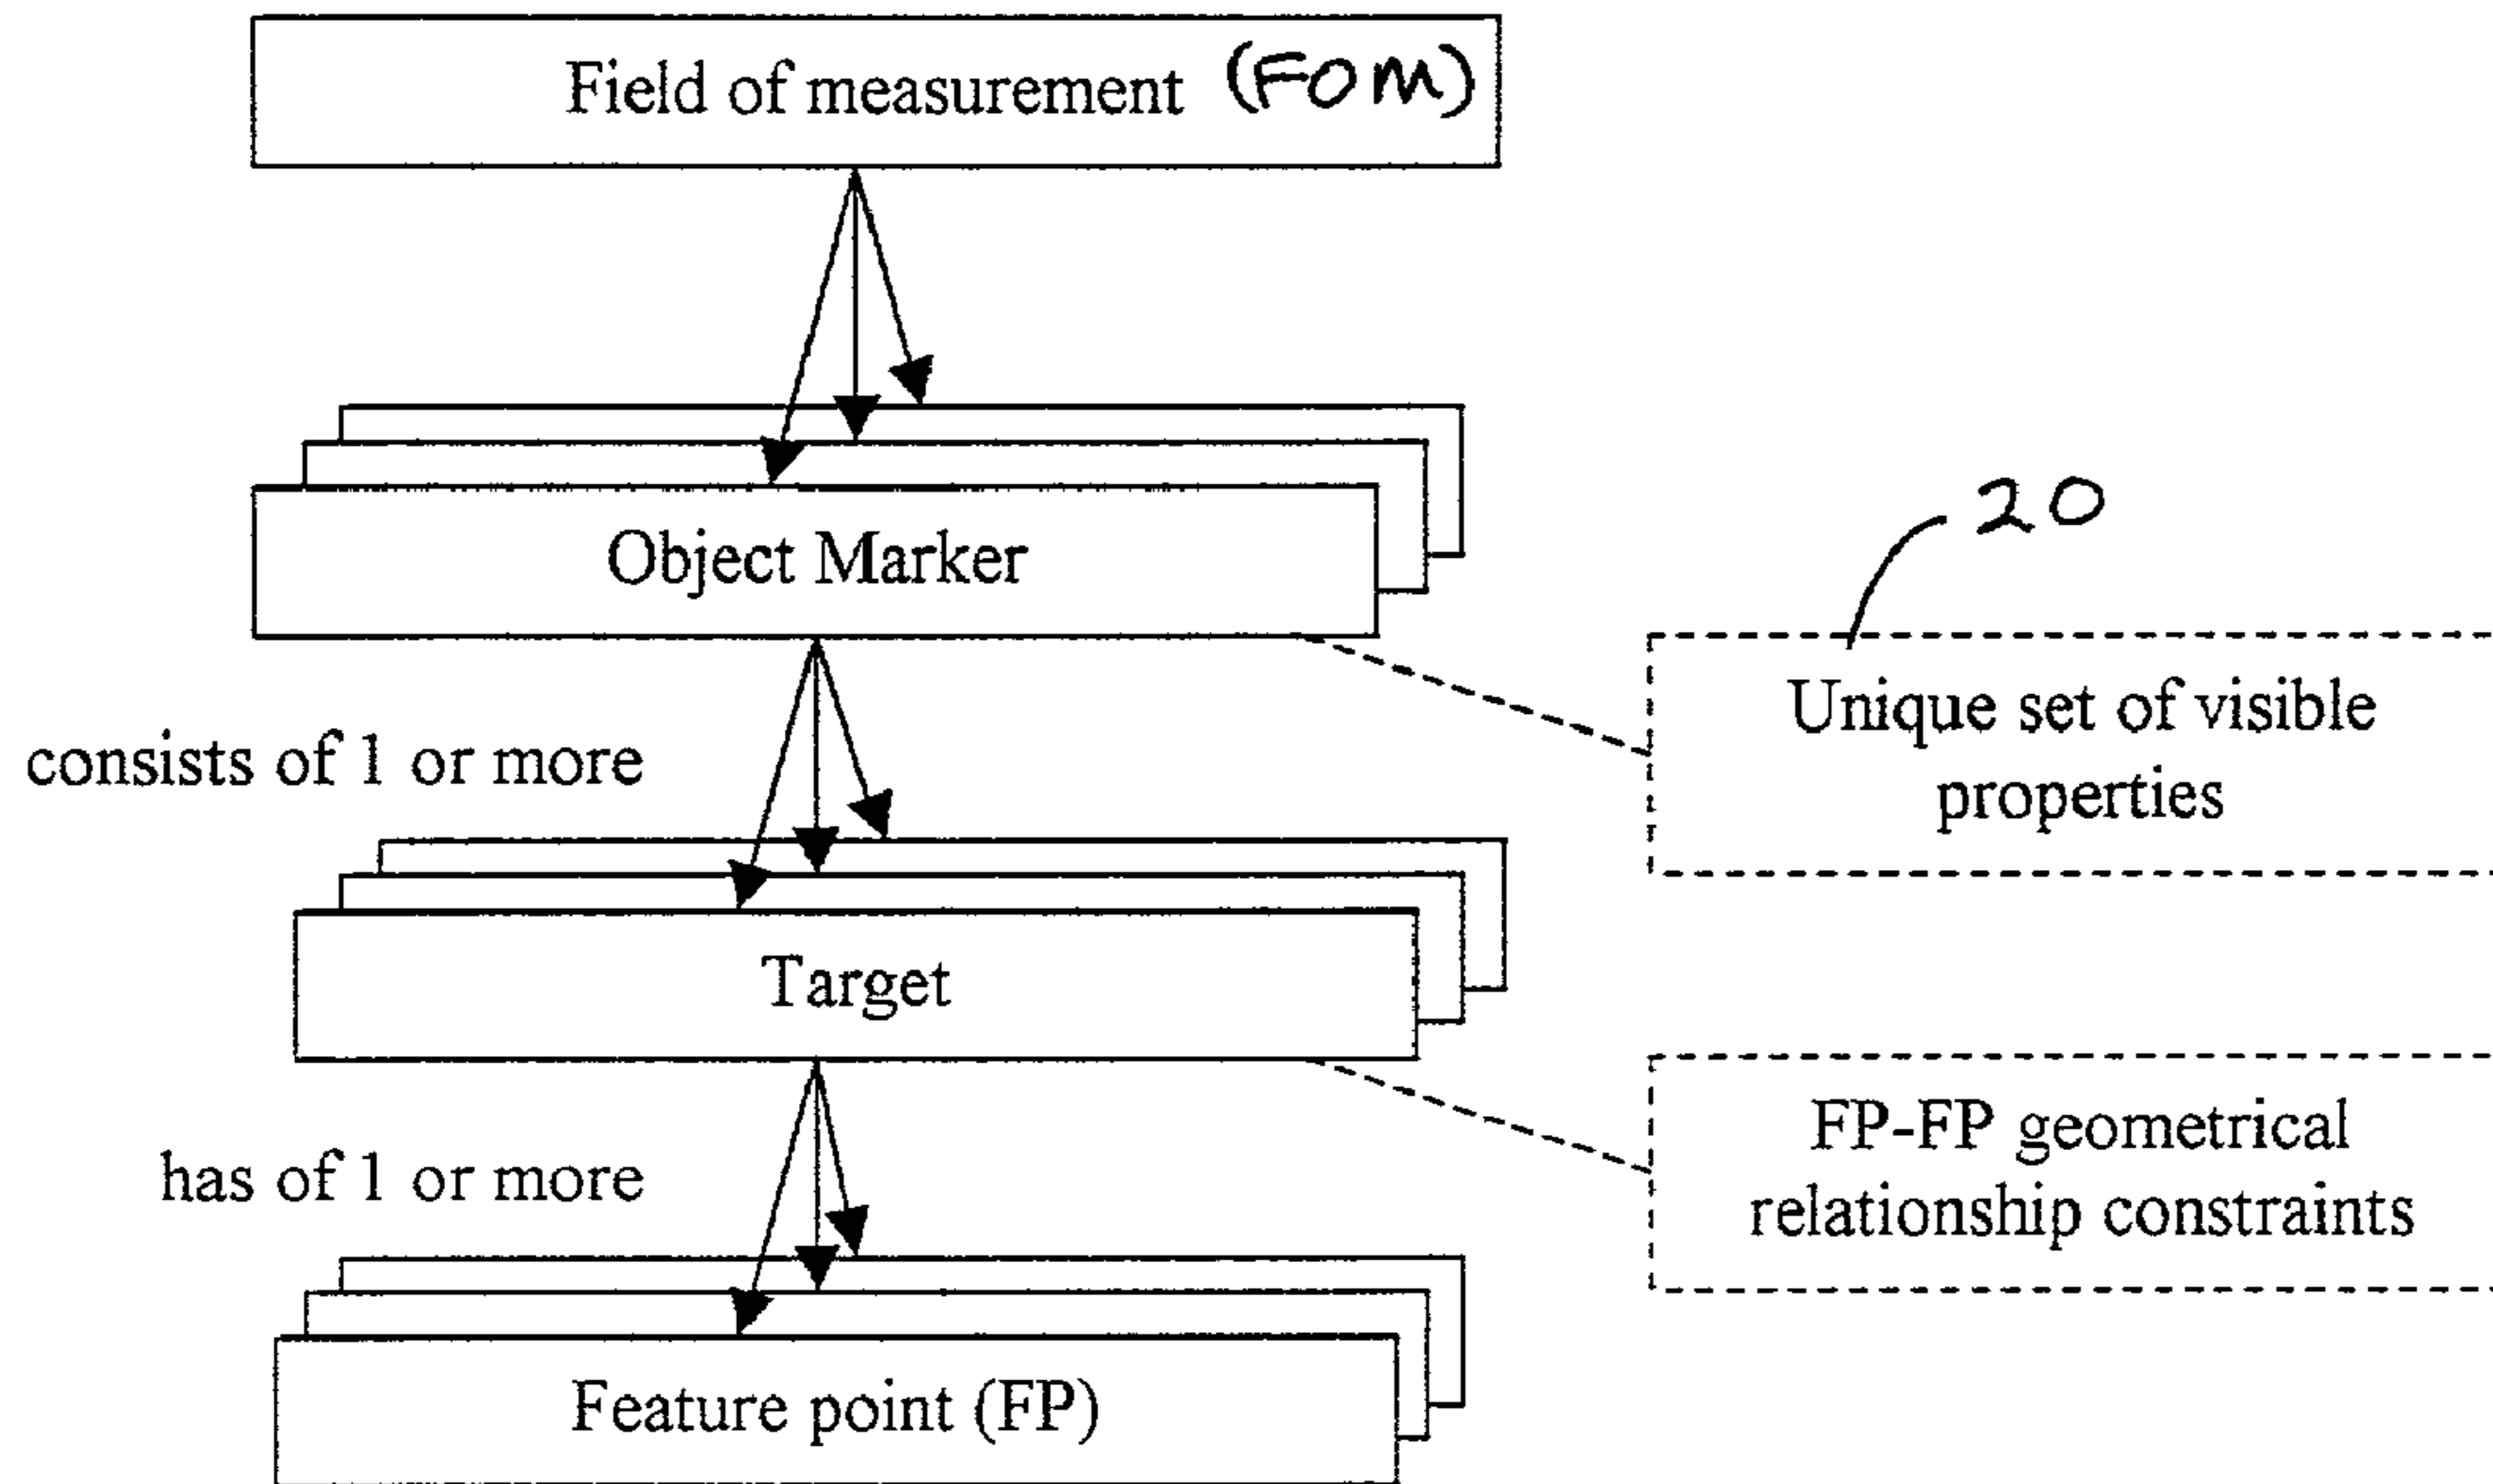 Field of measurement (FOM)
Object Marker
20
Unique set of visible
properties
consists of 1 or more
Target
FP-FP geometrical
relationship constraints
has of 1 or more
Feature point (FP)